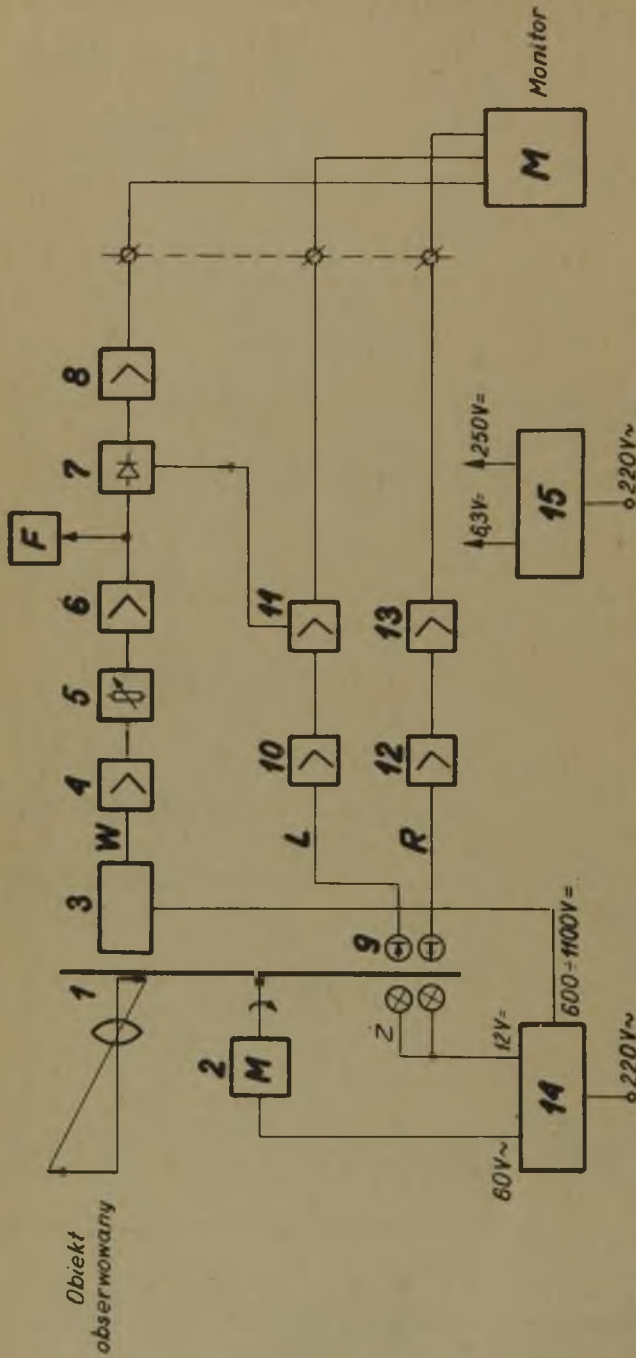 Obiekt
obserwowany
1
3
W
4
5
6
F
7
8
2
M
9
L
10
11
R
12
13
Z
60V~
12V=
600÷1100V=
14
220V~
6,3V=
250V=
15
220V~
M
Monitor